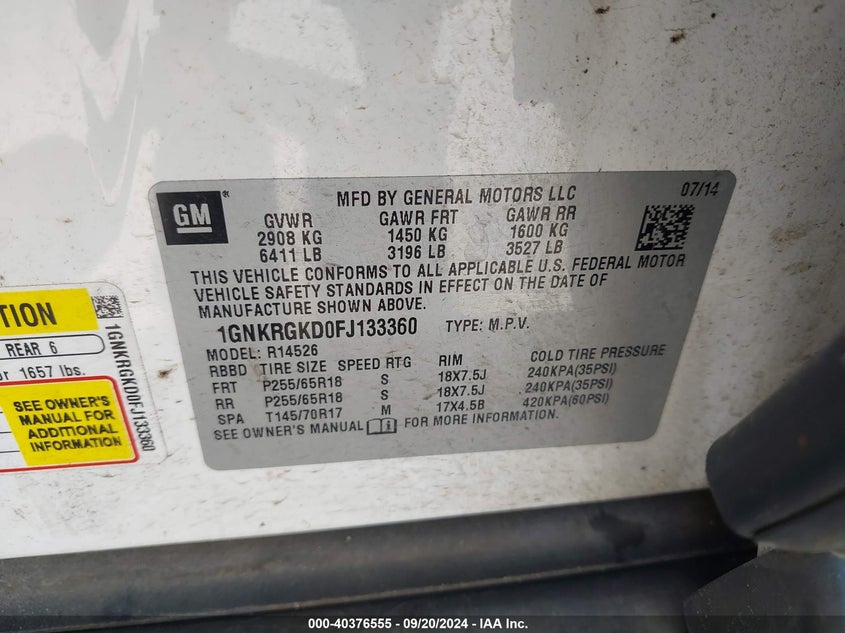 GM
®
MFD BY GENERAL MOTORS LLC
07/14
GVWR GAWR FRT GAWR RR
2908 KG 1450 KG 1600 KG
6411 LB 3196 LB 3527 LB
THIS VEHICLE CONFORMS TO ALL APPLICABLE U.S. FEDERAL MOTOR
VEHICLE SAFETY STANDARDS IN EFFECT ON THE DATE OF
MANUFACTURE SHOWN ABOVE.
1GNKRGKD0FJ133360 TYPE: M.P.V.
MODEL: R14526
RBBD TIRE SIZE SPEED RTG RIM COLD TIRE PRESSURE
FRT P255/65R18 S 18X7.5J 240KPA(35PSI)
RR P255/65R18 S 18X7.5J 240KPA(35PSI)
SPA T145/70R17 M 17X4.5B 420KPA(60PSI)
SEE OWNER'S MANUAL FOR MORE INFORMATION.
TION
REAR 6
or 1657 lbs.
SEE OWNER'S
MANUAL FOR
ADDITIONAL
INFORMATION
1GNKRGKD0FJ133360
000-40376555 - 09/20/2024 - IAA Inc.